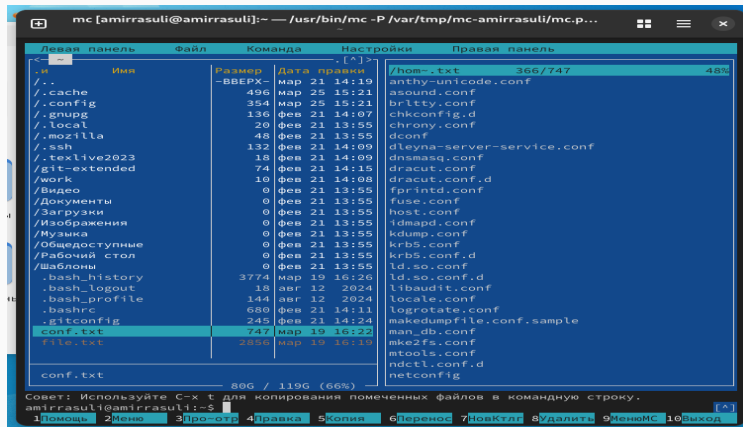 mc [amirrasuli@amirrasuli]:~ — /usr/bin/mc -P /var/tmp/mc-amirrasuli/mc.p...
Левая панель Файл Команда Настройки Правая панель
<— ~ .[^]>
.и Имя Размер Дата правки /hom~.txt 366/747 48%
/.. -ВВЕРХ- мар 21 14:19 anthy-unicode.conf
/.cache 496 мар 25 15:21 asound.conf
/.config 354 мар 25 15:21 brltty.conf
/.gnupg 136 фев 21 14:07 chkconfig.d
/.local 20 фев 21 13:55 chrony.conf
/.mozilla 48 фев 21 13:55 dconf
/.ssh 132 фев 21 14:09 dleyna-server-service.conf
/.texlive2023 18 фев 21 14:09 dnsmasq.conf
/git-extended 74 фев 21 14:15 dracut.conf
/work 10 фев 21 14:08 dracut.conf.d
/Видео 0 фев 21 13:55 fprintd.conf
/Документы 0 фев 21 13:55 fuse.conf
/Загрузки 0 фев 21 13:55 host.conf
/Изображения 0 фев 21 13:55 idmapd.conf
/Музыка 0 фев 21 13:55 kdump.conf
/Общедоступные 0 фев 21 13:55 krb5.conf
/Рабочий стол 0 фев 21 13:55 krb5.conf.d
/Шаблоны 0 фев 21 13:55 ld.so.conf
.bash_history 3774 мар 19 16:26 ld.so.conf.d
.bash_logout 18 авг 12 2024 libaudit.conf
.bash_profile 144 авг 12 2024 locale.conf
.bashrc 680 фев 21 14:11 logrotate.conf
.gitconfig 245 фев 21 14:24 makedumpfile.conf.sample
conf.txt 747 мар 19 16:22 man_db.conf
file.txt 2856 мар 19 16:19 mke2fs.conf
mtools.conf
ndctl.conf.d
conf.txt netconfig
80G / 119G (66%)
Совет: Используйте C-x t для копирования помеченных файлов в командную строку.
amirrasuli@amirrasuli:~$ [^]
1Помощь 2Меню 3Про~отр 4Правка 5Копия 6Перенос 7НовКтлг 8Удалить 9МенюMC 10Выход